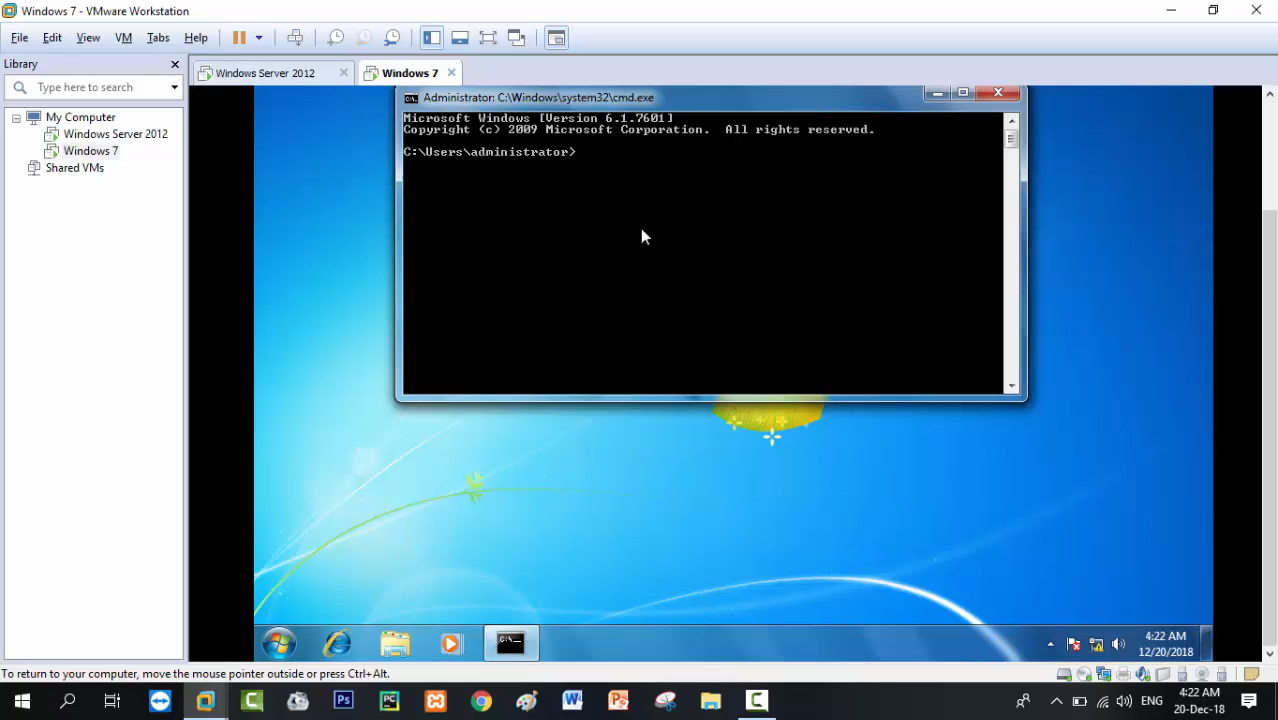 Windows 7 - VMware Workstation
File Edit View VM Tabs Help
Library
Type here to search
My Computer
Windows Server 2012
Windows 7
Shared VMs
Windows Server 2012
Windows 7
Administrator: C:\Windows\system32\cmd.exe
Microsoft Windows [Version 6.1.7601]
Copyright (c) 2009 Microsoft Corporation. All rights reserved.
C:\Users\administrator>
C:\_
4:22 AM
12/20/2018
To return to your computer, move the mouse pointer outside or press Ctrl+Alt.
Ps
PC
W
P
ENG
4:22 AM
20-Dec-18